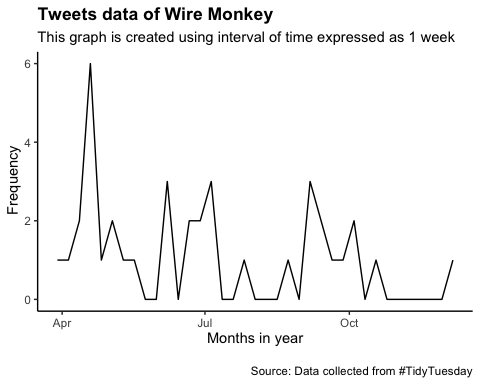 Tweets data of Wire Monkey
This graph is created using interval of time expressed as 1 week
6
4
2
0
Frequency
Apr Jul Oct
Months in year
Source: Data collected from #TidyTuesday